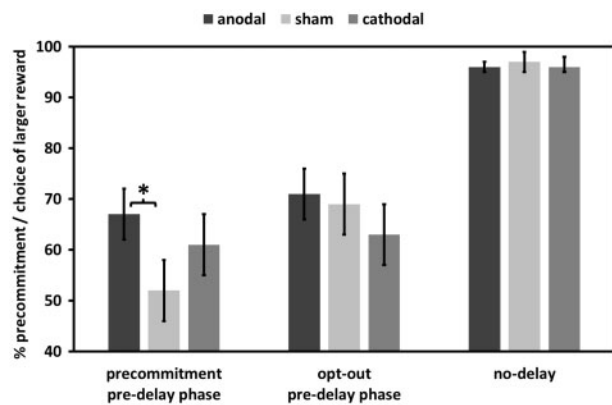 anodal sham cathodal
% precommitment / choice of larger reward
100
90
80
70
60
50
40
*
precommitment opt-out no-delay
pre-delay phase pre-delay phase